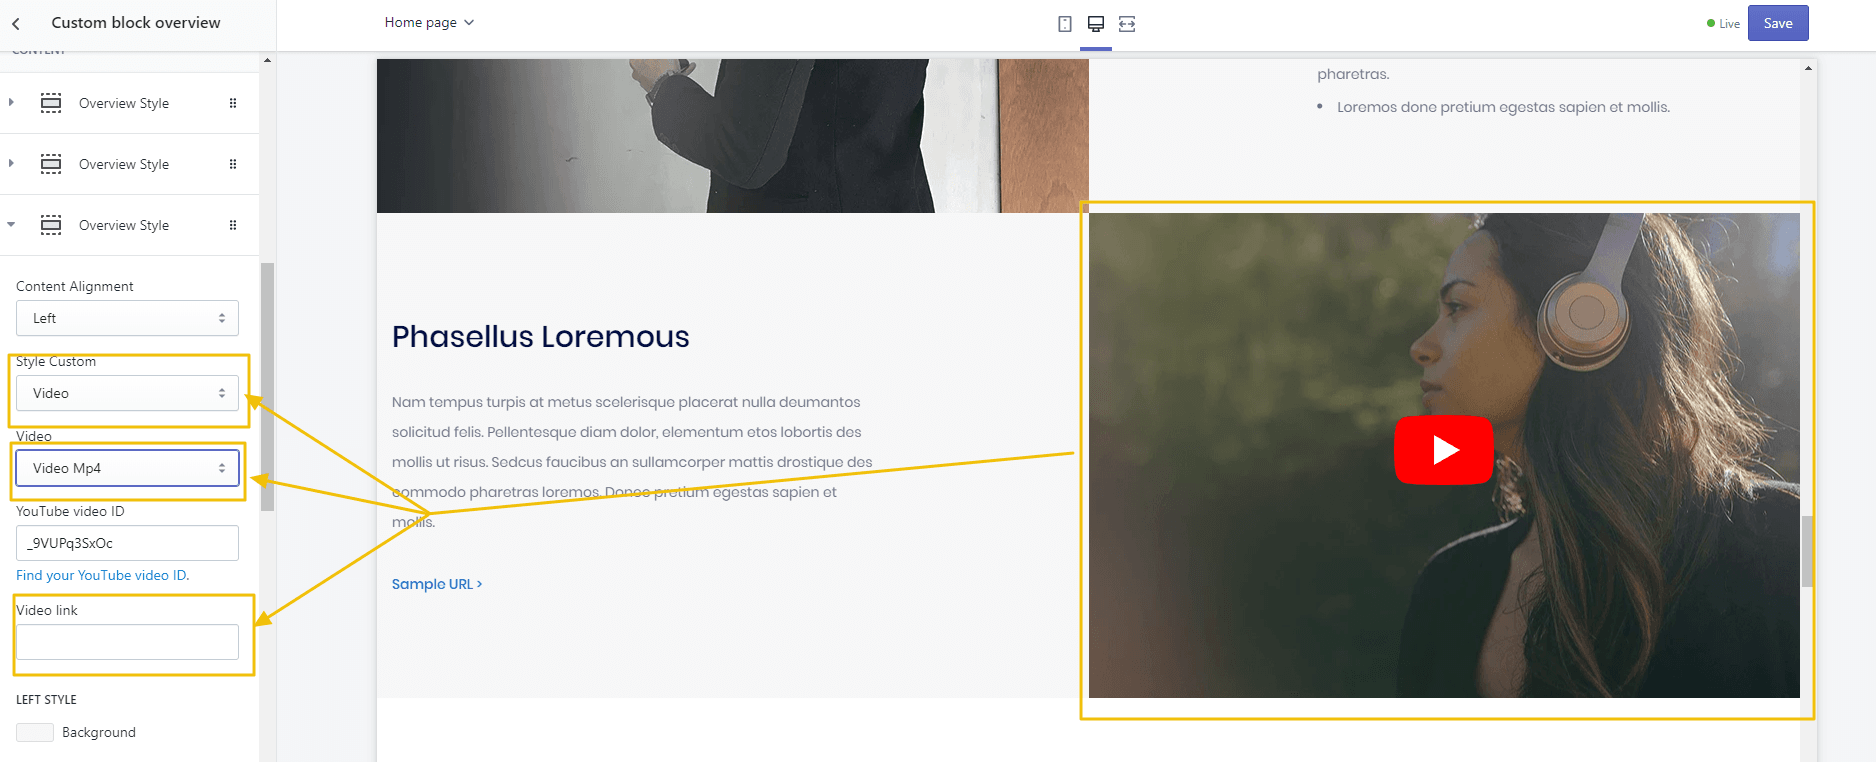 Custom block overview
Home page
Live
Save
CONTENT
Overview Style
Overview Style
Overview Style
Content Alignment
Left
Style Custom
Video
Video
Video Mp4
YouTube video ID
_9VUPq3SxOc
Find your YouTube video ID.
Video link
LEFT STYLE
Background
pharetras.
• Loremos done pretium egestas sapien et mollis.
Phasellus Loremous
Nam tempus turpis at metus scelerisque placerat nulla deumantos
solicitud felis. Pellentesque diam dolor, elementum etos lobortis des
mollis ut risus. Sedcus faucibus an sullamcorper mattis drostique des
commodo pharetras loremos. Donec pretium egestas sapien et
mollis.
Sample URL >